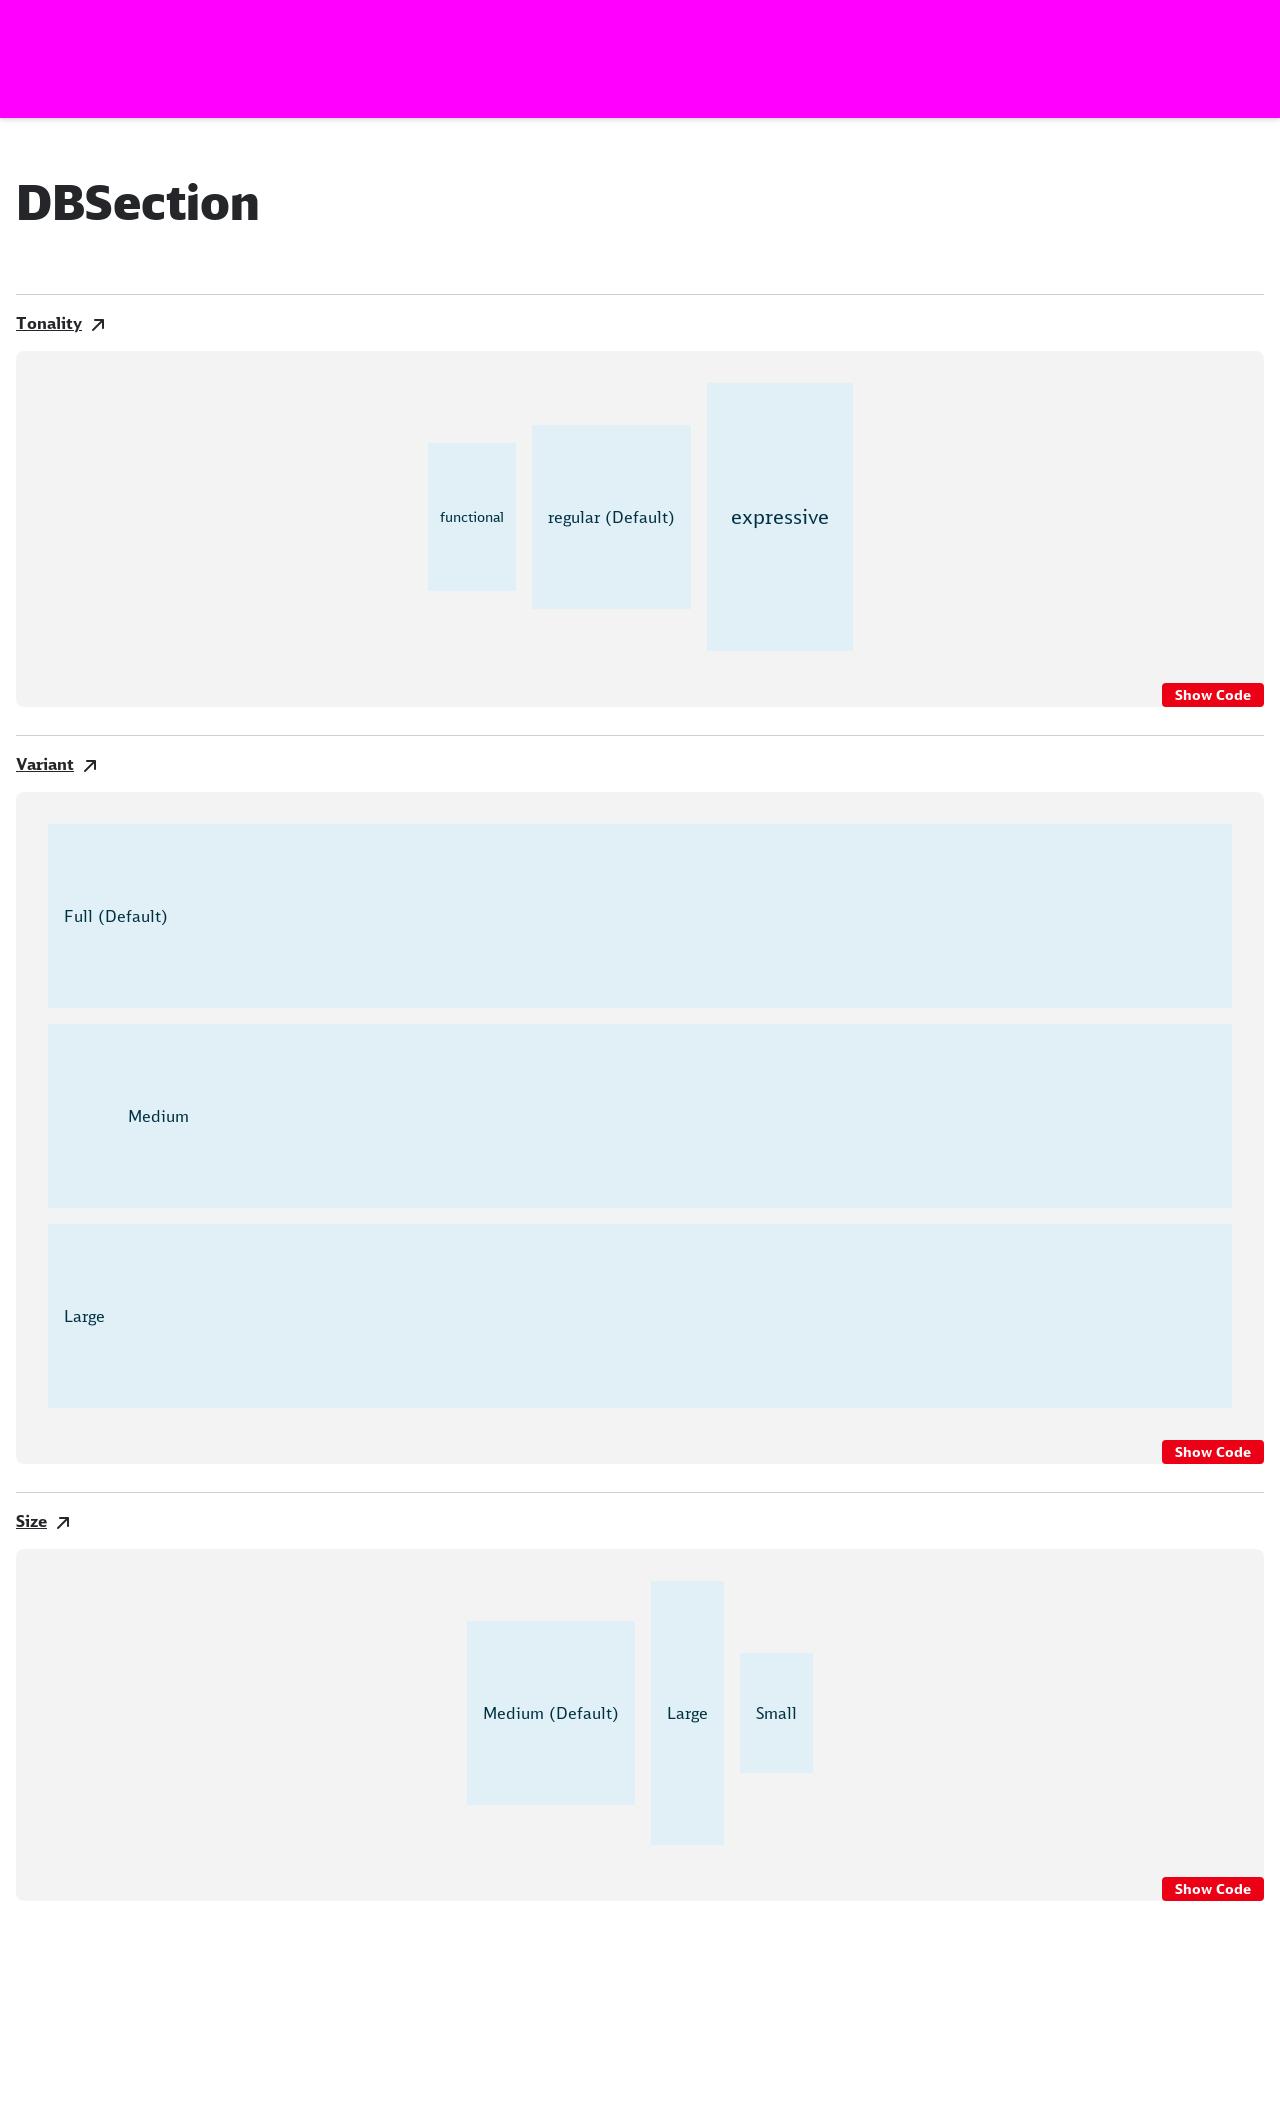 DBSection
Tonality
functional
regular (Default)
expressive
Show Code
Variant
Full (Default)
Medium
Large
Show Code
Size
Medium (Default)
Large
Small
Show Code